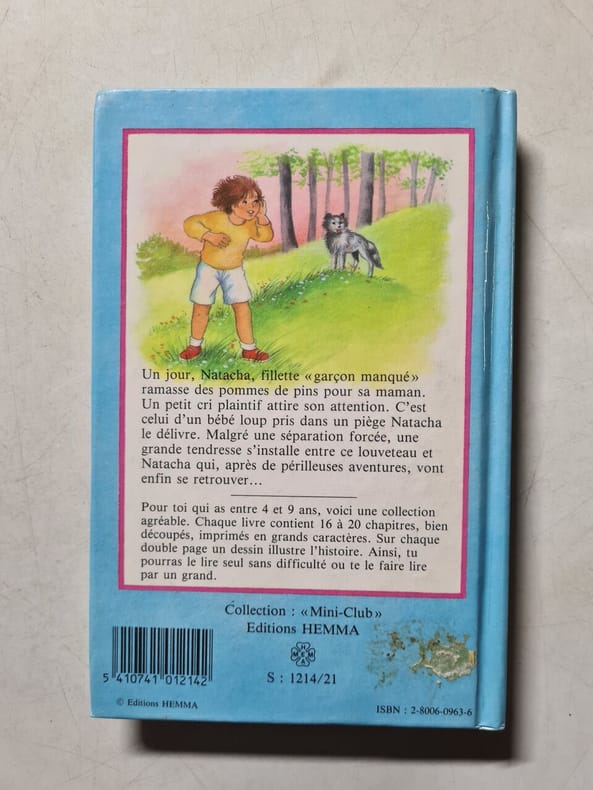 Un jour, Natacha, fillette «garçon manqué»
ramasse des pommes de pins pour sa maman.
Un petit cri plaintif attire son attention. C'est
celui d'un bébé loup pris dans un piège Natacha
le délivre. Malgré une séparation forcée, une
grande tendresse s'installe entre ce louveteau et
Natacha qui, après de périlleuses aventures, vont
enfin se retrouver...
Pour toi qui as entre 4 et 9 ans, voici une collection
agréable. Chaque livre contient 16 à 20 chapitres, bien
découpés, imprimés en grands caractères. Sur chaque
double page un dessin illustre l'histoire. Ainsi, tu
pourras le lire seul sans difficulté ou te le faire lire
par un grand.
Collection : «Mini-Club»
Editions HEMMA
HEMMA
S : 1214/21
5 410741 012142
© Editions HEMMA
ISBN : 2-8006-0963-6